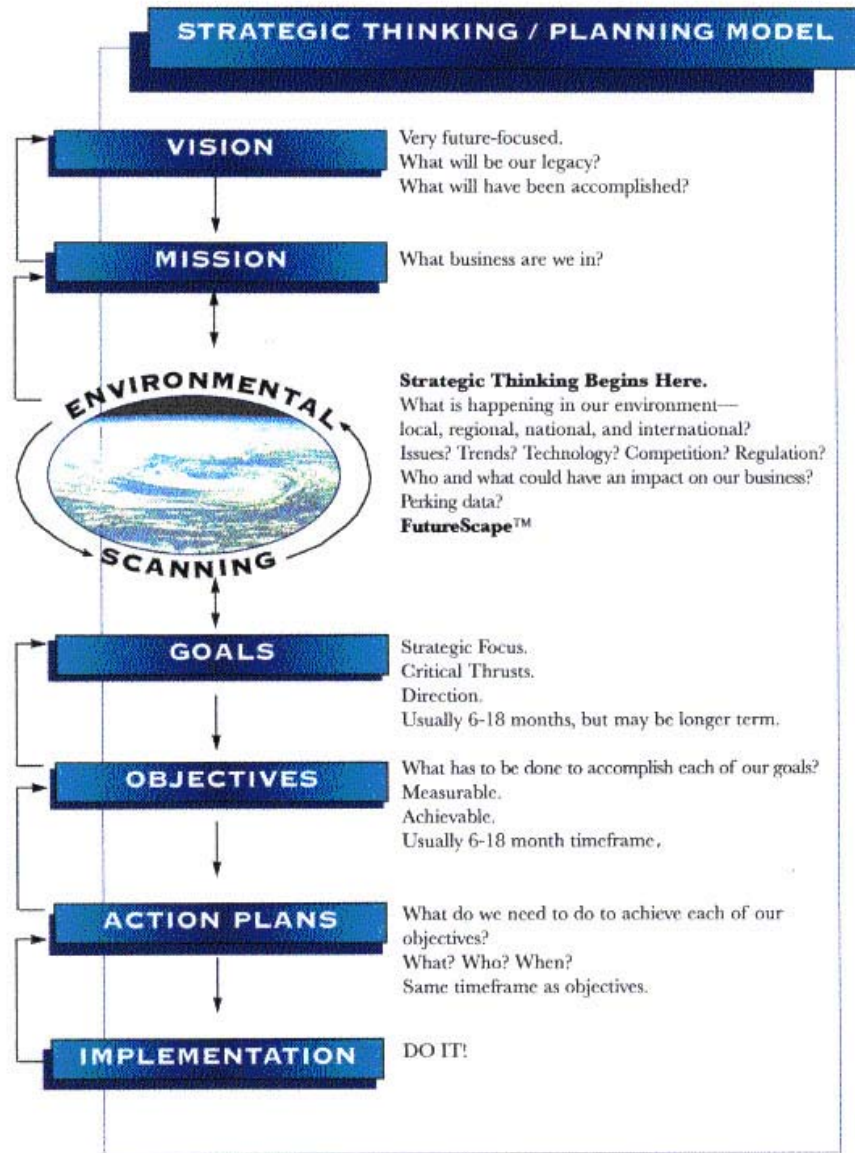 STRATEGIC THINKING / PLANNING MODEL
VISION
Very future-focused.
What will be our legacy?
What will have been accomplished?
MISSION
What business are we in?
ENVIRONMENTAL
SCANNING
Strategic Thinking Begins Here.
What is happening in our environment—
local, regional, national, and international?
Issues? Trends? Technology? Competition? Regulation?
Who and what could have an impact on our business?
Perking data?
FutureScape™
GOALS
Strategic Focus.
Critical Thrusts.
Direction.
Usually 6-18 months, but may be longer term.
OBJECTIVES
What has to be done to accomplish each of our goals?
Measurable.
Achievable.
Usually 6-18 month timeframe.
ACTION PLANS
What do we need to do to achieve each of our
objectives?
What? Who? When?
Same timeframe as objectives.
IMPLEMENTATION
DO IT!